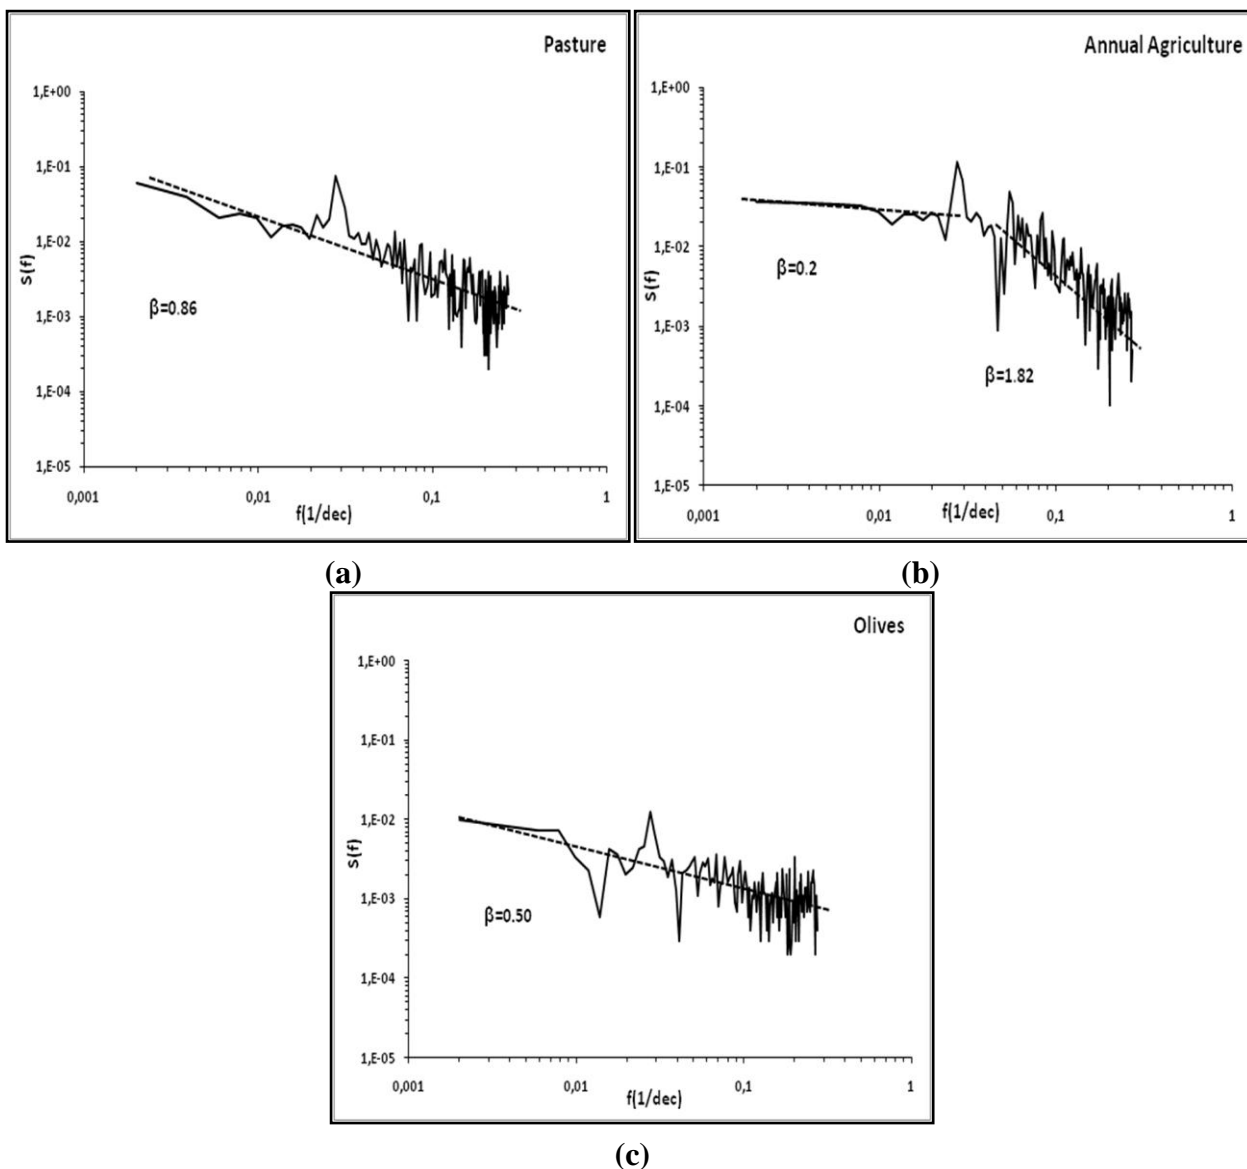 Pasture
1,E+00
1,E-01
1,E-02
1,E-03
1,E-04
1,E-05
S(f)
β=0.86
0,001
0,01
0,1
1
f(1/dec)
(a)
Annual Agriculture
1,E+00
1,E-01
1,E-02
1,E-03
1,E-04
1,E-05
S(f)
β=0.2
β=1.82
0,001
0,01
0,1
1
f(1/dec)
(b)
Olives
1,E+00
1,E-01
1,E-02
1,E-03
1,E-04
1,E-05
S(f)
β=0.50
0,001
0,01
0,1
1
f(1/dec)
(c)